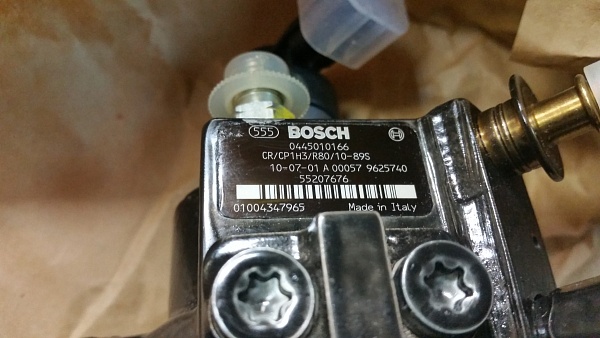 555 BOSCH
0445010166
CR/CP1H3/R80/10-89S
10-07-01 A 00057 9625740
55207676
01004347965 Made in Italy